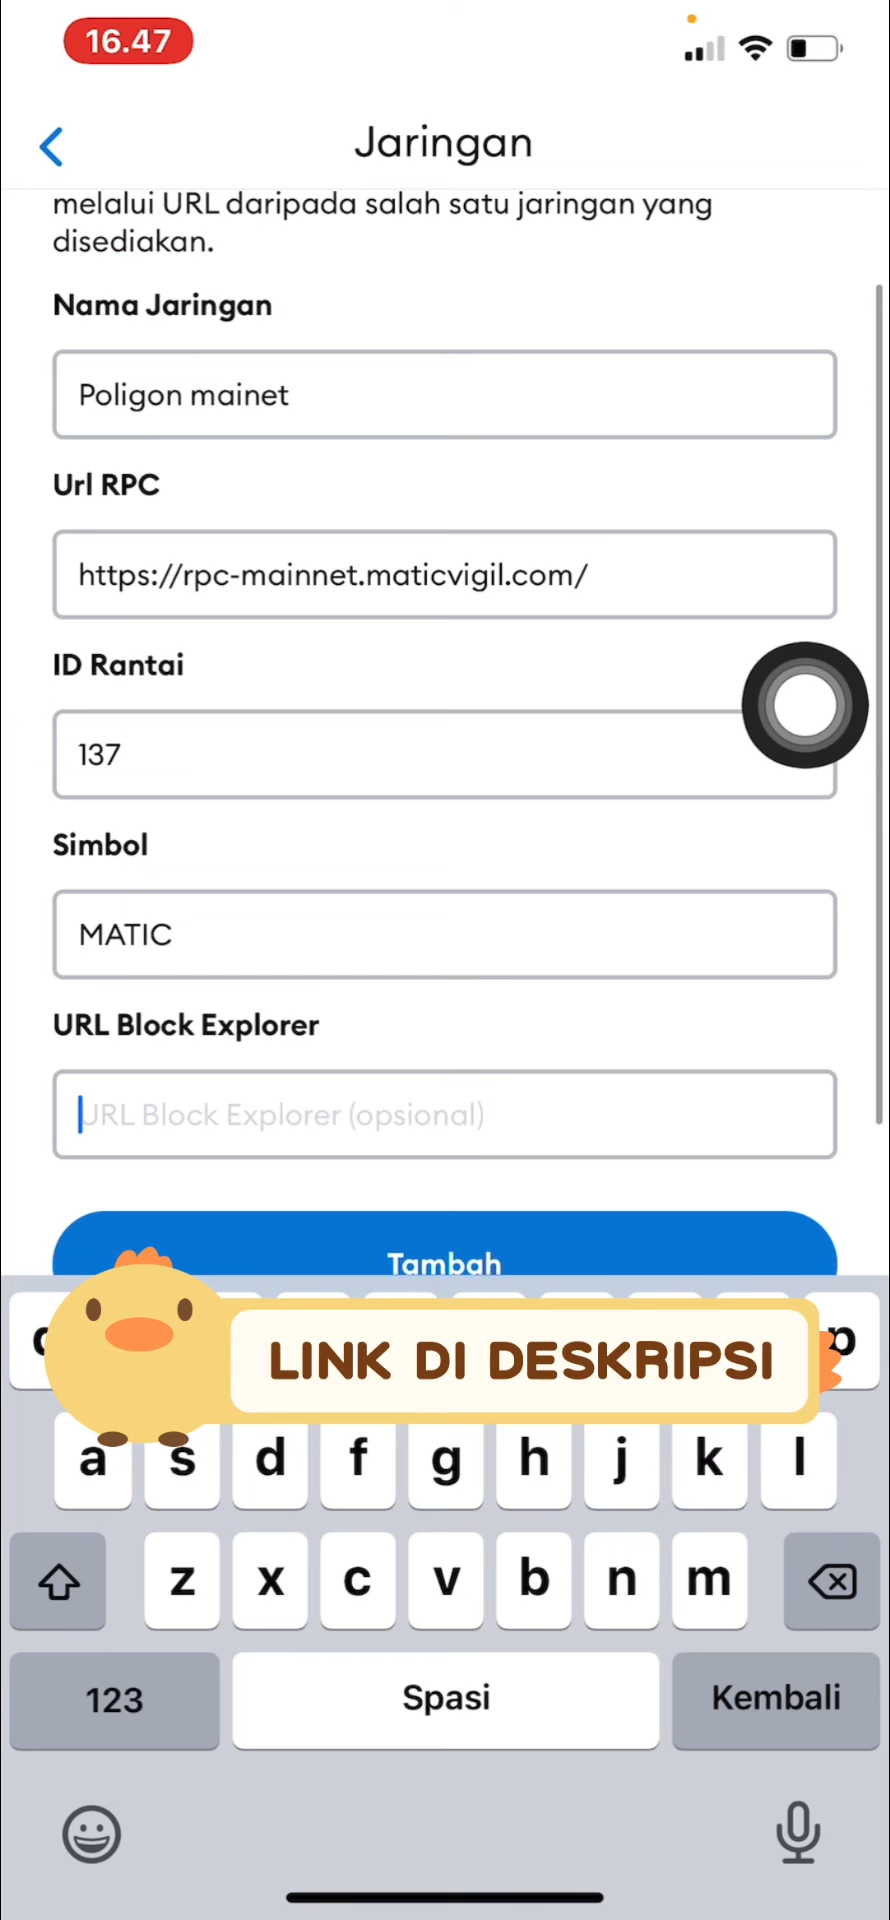 16.47
Jaringan
melalui URL daripada salah satu jaringan yang
disediakan.
Nama Jaringan
Poligon mainet
Url RPC
https://rpc-mainnet.maticvigil.com/
ID Rantai
137
Simbol
MATIC
URL Block Explorer
URL Block Explorer (opsional)
Tambah
p
LINK DI DESKRIPSI
a s d f g h j k l
z x c v b n m
123 Spasi Kembali